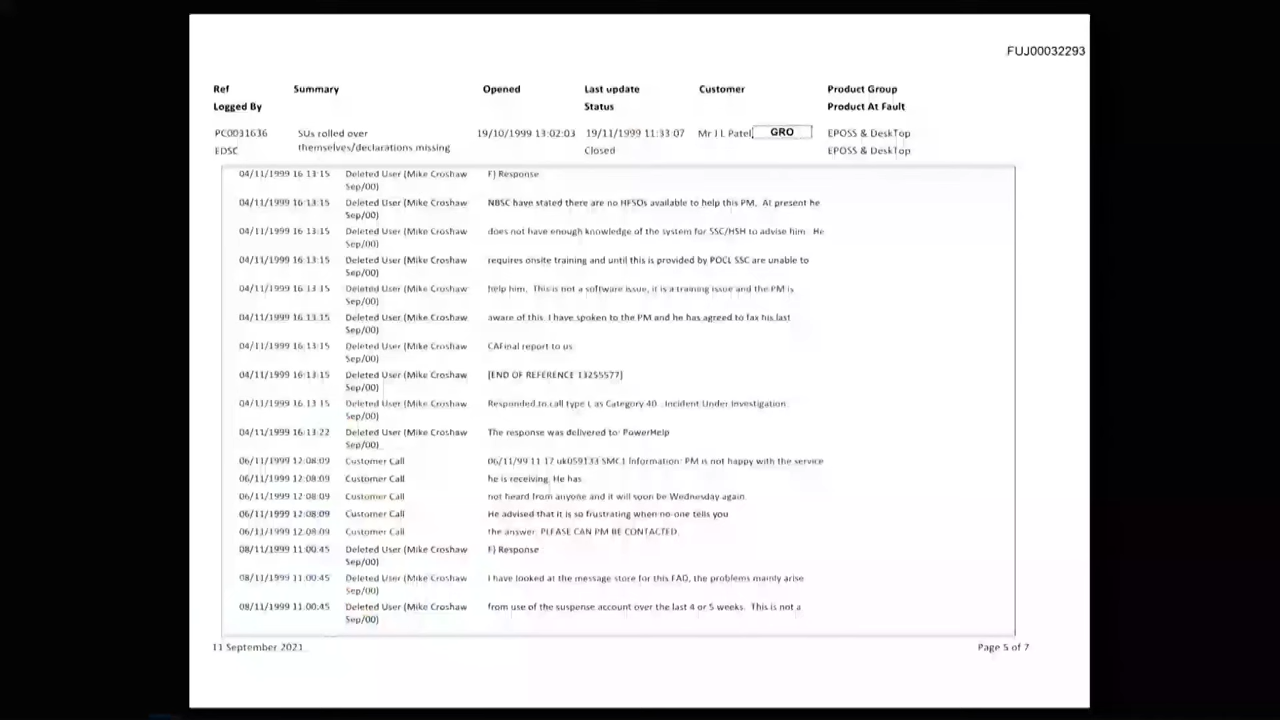 FUJ00032293
Ref Summary Opened Last update Customer Product Group
Logged By Status Product At Fault
PC0031636 SUs rolled over 19/10/1999 13:02:03 19/11/1999 11:33:07 Mr J L Patel GRO EPOSS & DeskTop
EDSC themselves/declarations missing Closed EPOSS & DeskTop
04/11/1999 16:13:15 Deleted User (Mike Croshaw F) Response
Sep/00)
04/11/1999 16:13:15 Deleted User (Mike Croshaw NBSC have stated there are no HFSOs available to help this PM. At present he
Sep/00)
04/11/1999 16:13:15 Deleted User (Mike Croshaw does not have enough knowledge of the system for SSC/HSH to advise him. He
Sep/00)
04/11/1999 16:13:15 Deleted User (Mike Croshaw requires onsite training and until this is provided by POCL SSC are unable to
Sep/00)
04/11/1999 16:13:15 Deleted User (Mike Croshaw help him. This is not a software issue, it is a training issue and the PM is
Sep/00)
04/11/1999 16:13:15 Deleted User (Mike Croshaw aware of this. I have spoken to the PM and he has agreed to fax his last
Sep/00)
04/11/1999 16:13:15 Deleted User (Mike Croshaw CAFinal report to us
Sep/00)
04/11/1999 16:13:15 Deleted User (Mike Croshaw [END OF REFERENCE 13255577]
Sep/00)
04/11/1999 16:13:15 Deleted User (Mike Croshaw Responded to call type L as Category 40 Incident Under Investigation
Sep/00)
04/11/1999 16:13:22 Deleted User (Mike Croshaw The response was delivered to: PowerHelp
Sep/00)
06/11/1999 12:08:09 Customer Call 06/11/99 11:17 uk059133 SMC1 Information: PM is not happy with the service
06/11/1999 12:08:09 Customer Call he is receiving. He has
06/11/1999 12:08:09 Customer Call not heard from anyone and it will soon be Wednesday again.
06/11/1999 12:08:09 Customer Call He advised that it is so frustrating when no-one tells you
06/11/1999 12:08:09 Customer Call the answer. PLEASE CAN PM BE CONTACTED.
08/11/1999 11:00:45 Deleted User (Mike Croshaw F) Response
Sep/00)
08/11/1999 11:00:45 Deleted User (Mike Croshaw I have looked at the message store for this FAD, the problems mainly arise
Sep/00)
08/11/1999 11:00:45 Deleted User (Mike Croshaw from use of the suspense account over the last 4 or 5 weeks. This is not a
Sep/00)
11 September 2021 Page 5 of 7